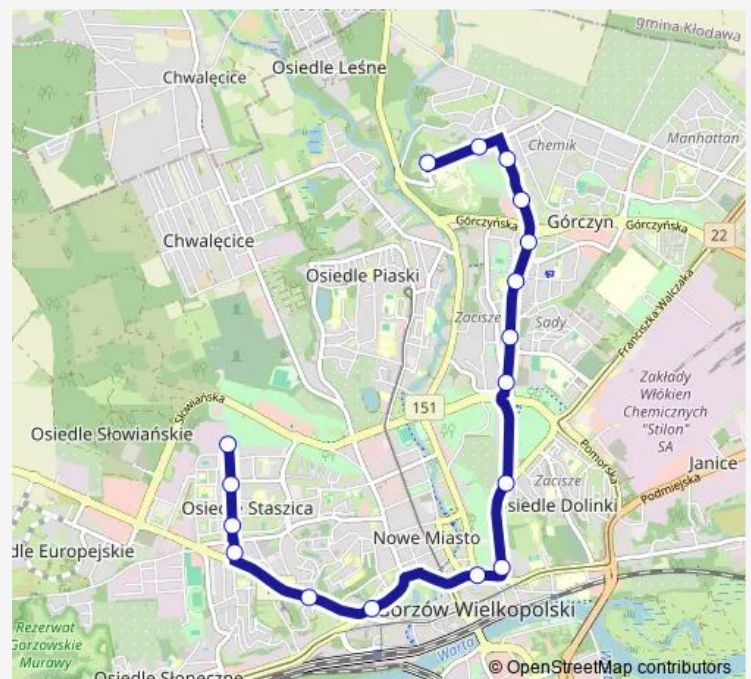 gmina Kłodawa
Osiedle Leśne
Chwalęcice
Chemik
Manhattan
Górczyńska
Górczyn
Górczyńska
22
Chwalęcice
Osiedle Piaski
Zacisze
Sady
Franciszka Walczaka
Zakłady
Włókien
Chemicznych
"Stilon"
SA
151
Słowiańska
Osiedle Słowiańskie
Pomorska
Janice
Zacisze
Podmiejska
Osiedle Staszica
siedle Dolinki
Nowe Miasto
dle Europejskie
Gorzów Wielkopolski
Rezerwat
Gorzowskie
Murawy
Warta
Osiedle Słoneczne
© OpenStreetMap contributors